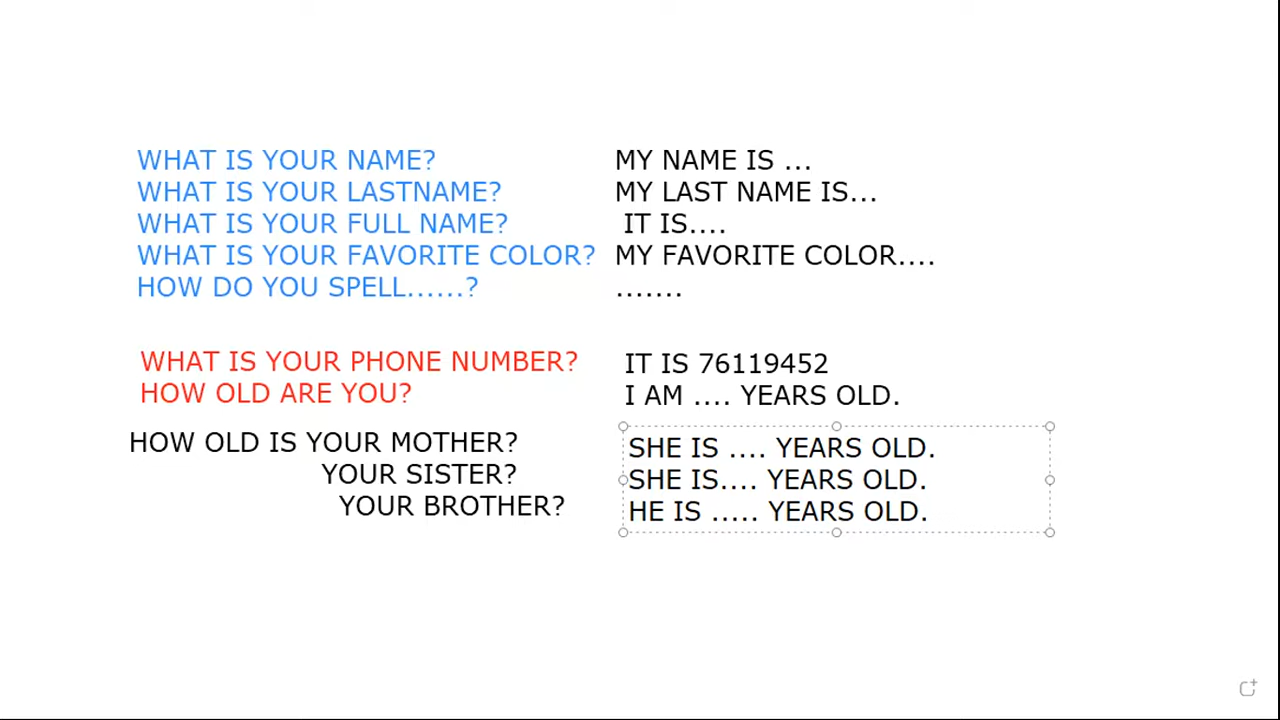 WHAT IS YOUR NAME? MY NAME IS ...
WHAT IS YOUR LASTNAME? MY LAST NAME IS...
WHAT IS YOUR FULL NAME? IT IS....
WHAT IS YOUR FAVORITE COLOR? MY FAVORITE COLOR....
HOW DO YOU SPELL......? .......
WHAT IS YOUR PHONE NUMBER? IT IS 76119452
HOW OLD ARE YOU? I AM .... YEARS OLD.
HOW OLD IS YOUR MOTHER? SHE IS .... YEARS OLD.
YOUR SISTER? SHE IS.... YEARS OLD.
YOUR BROTHER? HE IS ..... YEARS OLD.